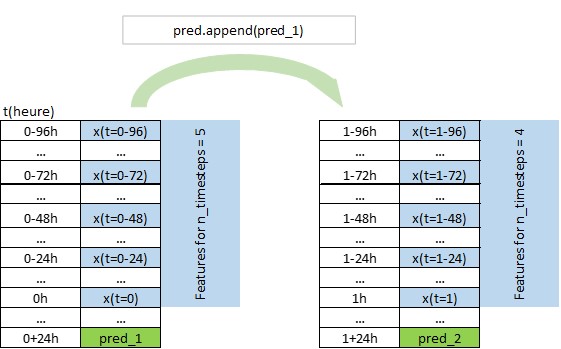 pred.append(pred_1)
t(heure)
0-96h x(t=0-96)
... ...
0-72h x(t=0-72)
... ...
0-48h x(t=0-48)
... ...
0-24h x(t=0-24)
... ...
0h x(t=0)
... ...
0+24h pred_1
Features for n_timesteps = 5
1-96h x(t=1-96)
... ...
1-72h x(t=1-72)
... ...
1-48h x(t=1-48)
... ...
1-24h x(t=1-24)
... ...
1h x(t=1)
... ...
1+24h pred_2
Features for n_timesteps = 4